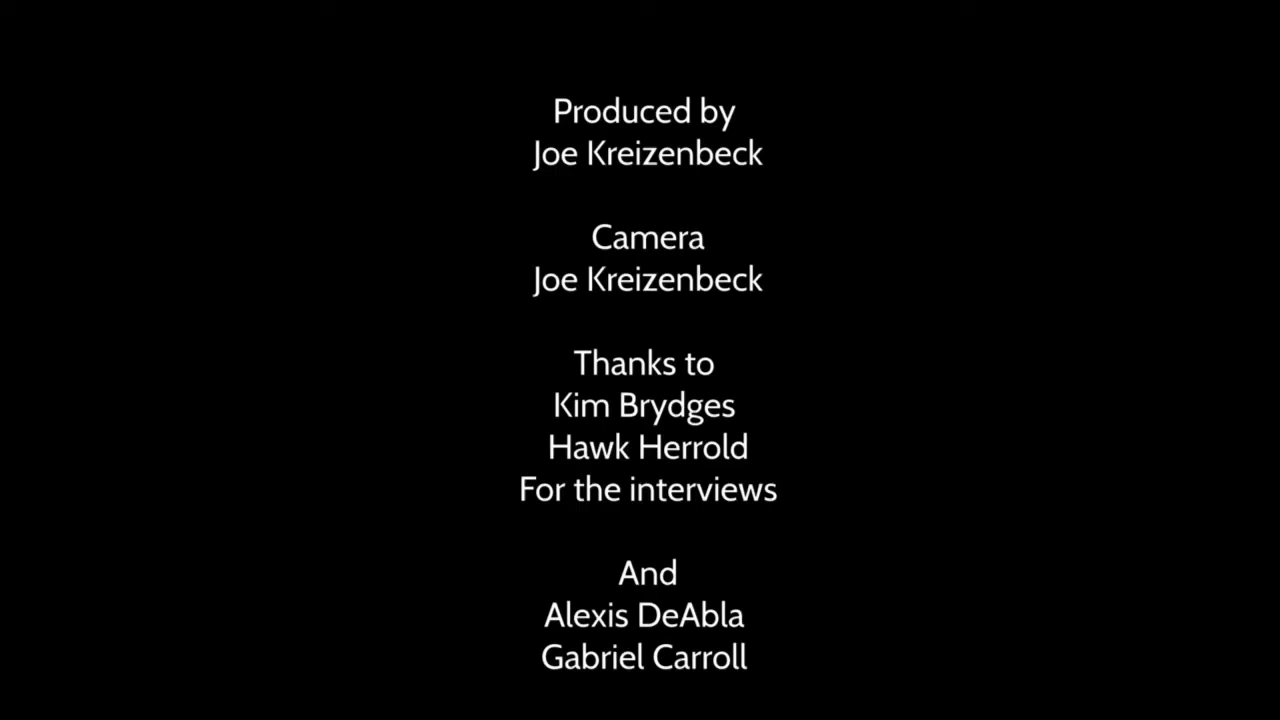 Produced by
Joe Kreizenbeck
Camera
Joe Kreizenbeck
Thanks to
Kim Brydges
Hawk Herrold
For the interviews
And
Alexis DeAbla
Gabriel Carroll